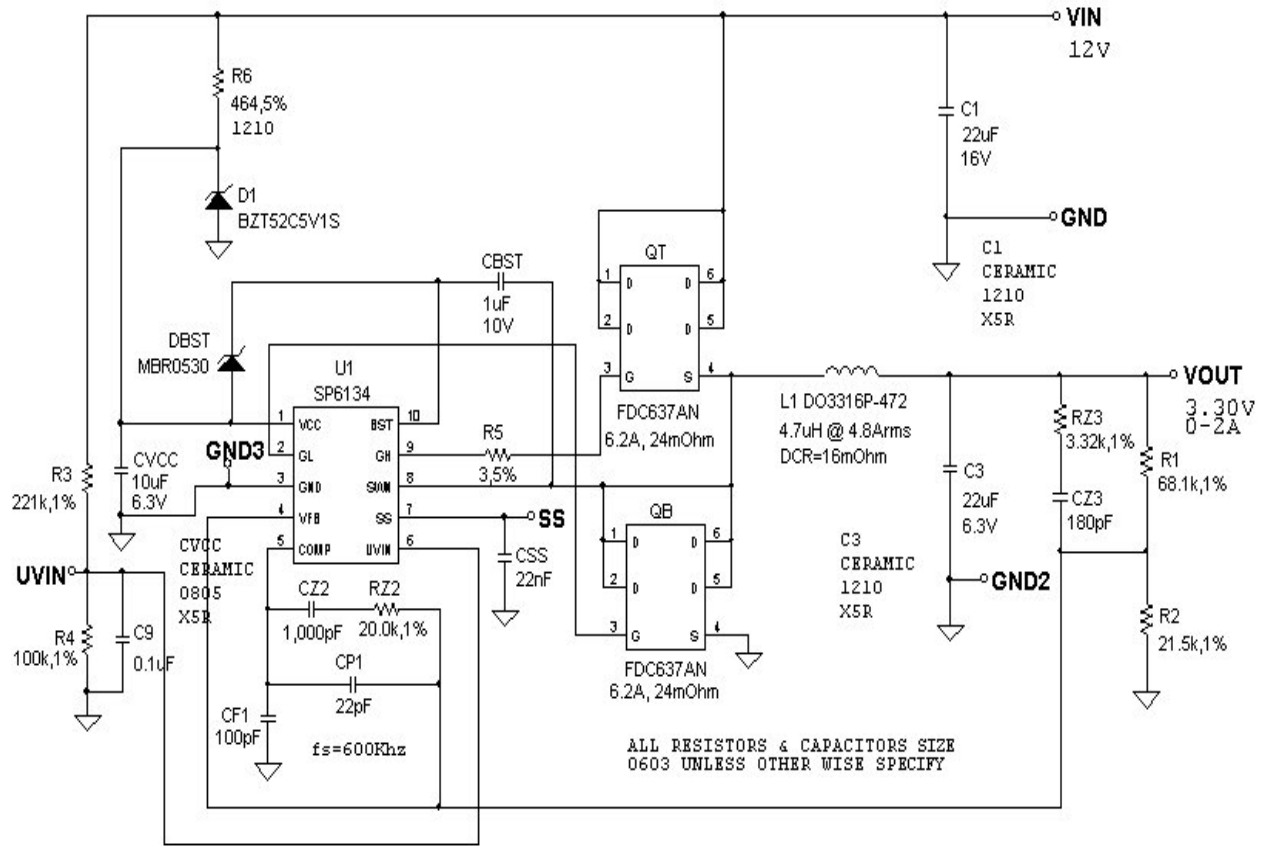 VIN
12V
R6
464,5%
1210
C1
22uF
16V
D1
BZT52C5V1S
GND
C1
CERAMIC
1210
X5R
CBST
1uF
10V
QT
1
D
D
6
2
D
D
5
3
G
S
4
FDC637AN
6.2A, 24mOhm
DBST
MBR0530
U1
SP6134
1
VCC
BST
10
2
GL
GH
9
3
GND
SWN
8
4
VFB
SS
7
5
COMP
UVIN
6
GND3
R5
3,5%
L1 DO3316P-472
4.7uH @ 4.8Arms
DCR=16mOhm
VOUT
3.30V
0-2A
RZ3
3.32k,1%
R1
68.1k,1%
CZ3
180pF
C3
22uF
6.3V
R3
221k,1%
CVCC
10uF
6.3V
SS
CSS
22nF
QB
1
D
D
6
2
D
D
5
3
G
S
4
FDC637AN
6.2A, 24mOhm
C3
CERAMIC
1210
X5R
GND2
R2
21.5k,1%
UVIN
CVCC
CERAMIC
0805
X5R
R4
100k,1%
C9
0.1uF
CZ2
1,000pF
RZ2
20.0k,1%
CP1
22pF
CF1
100pF
fs=600Khz
ALL RESISTORS & CAPACITORS SIZE
0603 UNLESS OTHER WISE SPECIFY